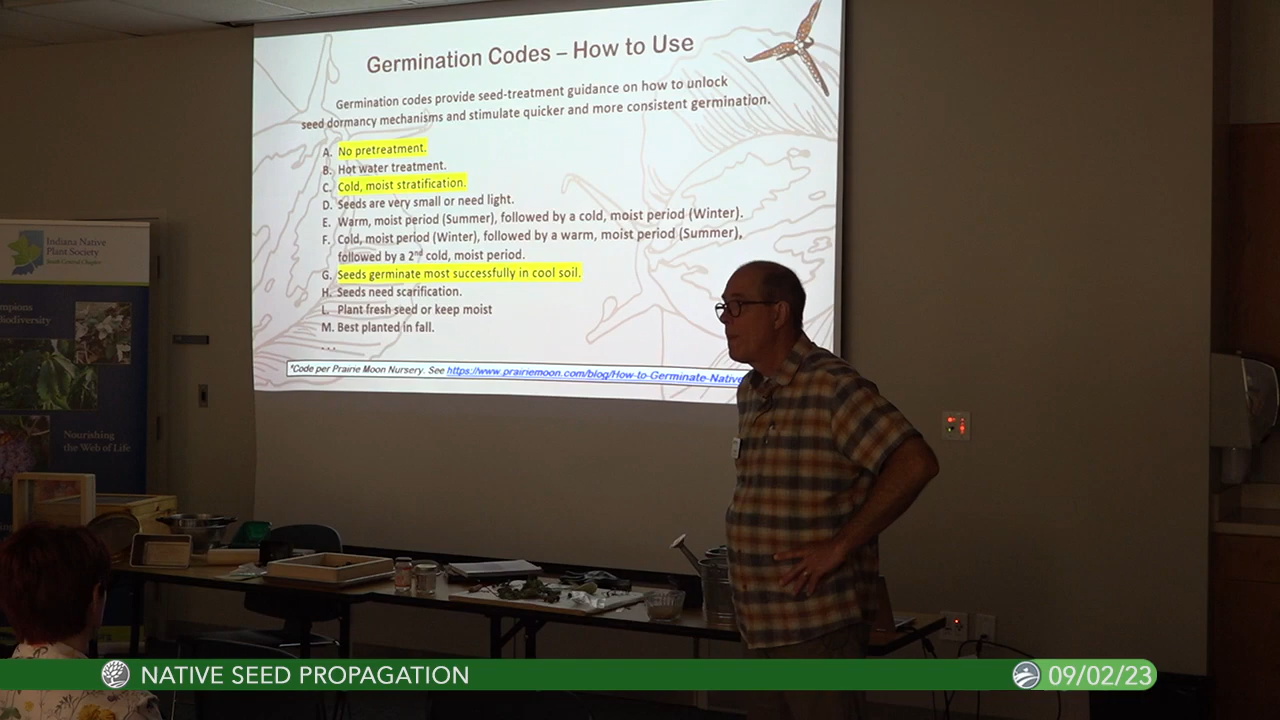 Germination Codes – How to Use
Germination codes provide seed-treatment guidance on how to unlock
seed dormancy mechanisms and stimulate quicker and more consistent germination.
A. No pretreatment.
B. Hot water treatment.
C. Cold, moist stratification.
D. Seeds are very small or need light.
E. Warm, moist period (Summer), followed by a cold, moist period (Winter).
F. Cold, moist period (Winter), followed by a warm, moist period (Summer),
followed by a 2nd cold, moist period.
G. Seeds germinate most successfully in cool soil.
H. Seeds need scarification.
L. Plant fresh seed or keep moist
M. Best planted in fall.
...
*Code per Prairie Moon Nursery. See https://www.prairiemoon.com/blog/How-to-Germinate-Native
Indiana Native
Plant Society
South Central Chapter
mpions
Biodiversity
Nourishing
the Web of Life
NATIVE SEED PROPAGATION
09/02/23